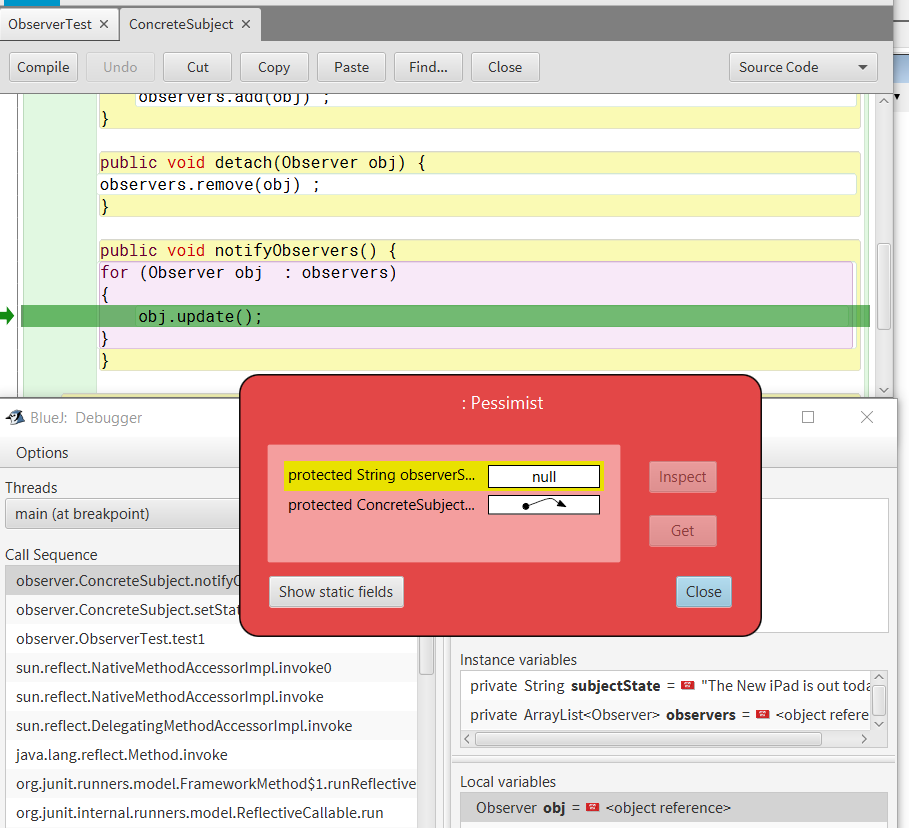 ObserverTest ×
ConcreteSubject ×
Compile
Undo
Cut
Copy
Paste
Find...
Close
Source Code
observers.add(obj) ;
}
public void detach(Observer obj) {
observers.remove(obj) ;
}
public void notifyObservers() {
for (Observer obj  : observers)
{
obj.update();
}
}
BlueJ:  Debugger
Options
Threads
main (at breakpoint)
Call Sequence
observer.ConcreteSubject.notifyO
observer.ConcreteSubject.setStat
observer.ObserverTest.test1
sun.reflect.NativeMethodAccessorImpl.invoke0
sun.reflect.NativeMethodAccessorImpl.invoke
sun.reflect.DelegatingMethodAccessorImpl.invoke
java.lang.reflect.Method.invoke
org.junit.runners.model.FrameworkMethod$1.runReflective
org.junit.internal.runners.model.ReflectiveCallable.run
: Pessimist
protected String observerS...
null
protected ConcreteSubject...
Inspect
Get
Show static fields
Close
Instance variables
private String subjectState = "The New iPad is out toda
private ArrayList<Observer> observers = <object refere
Local variables
Observer obj = <object reference>